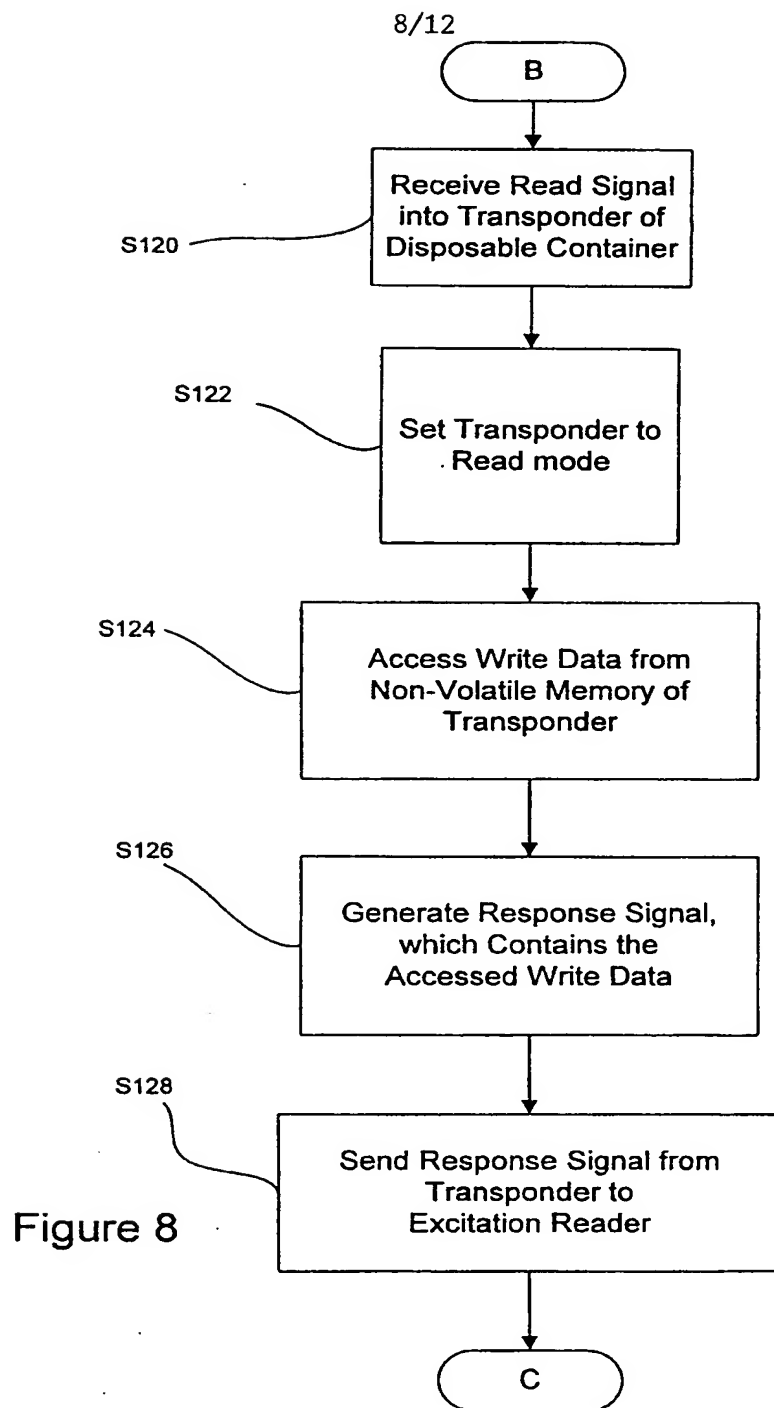 8/12
B
Receive Read Signal
into Transponder of
Disposable Container
S120
S122
Set Transponder to
Read mode
S124
Access Write Data from
Non-Volatile Memory of
Transponder
S126
Generate Response Signal,
which Contains the
Accessed Write Data
S128
Send Response Signal from
Transponder to
Excitation Reader
Figure 8
C